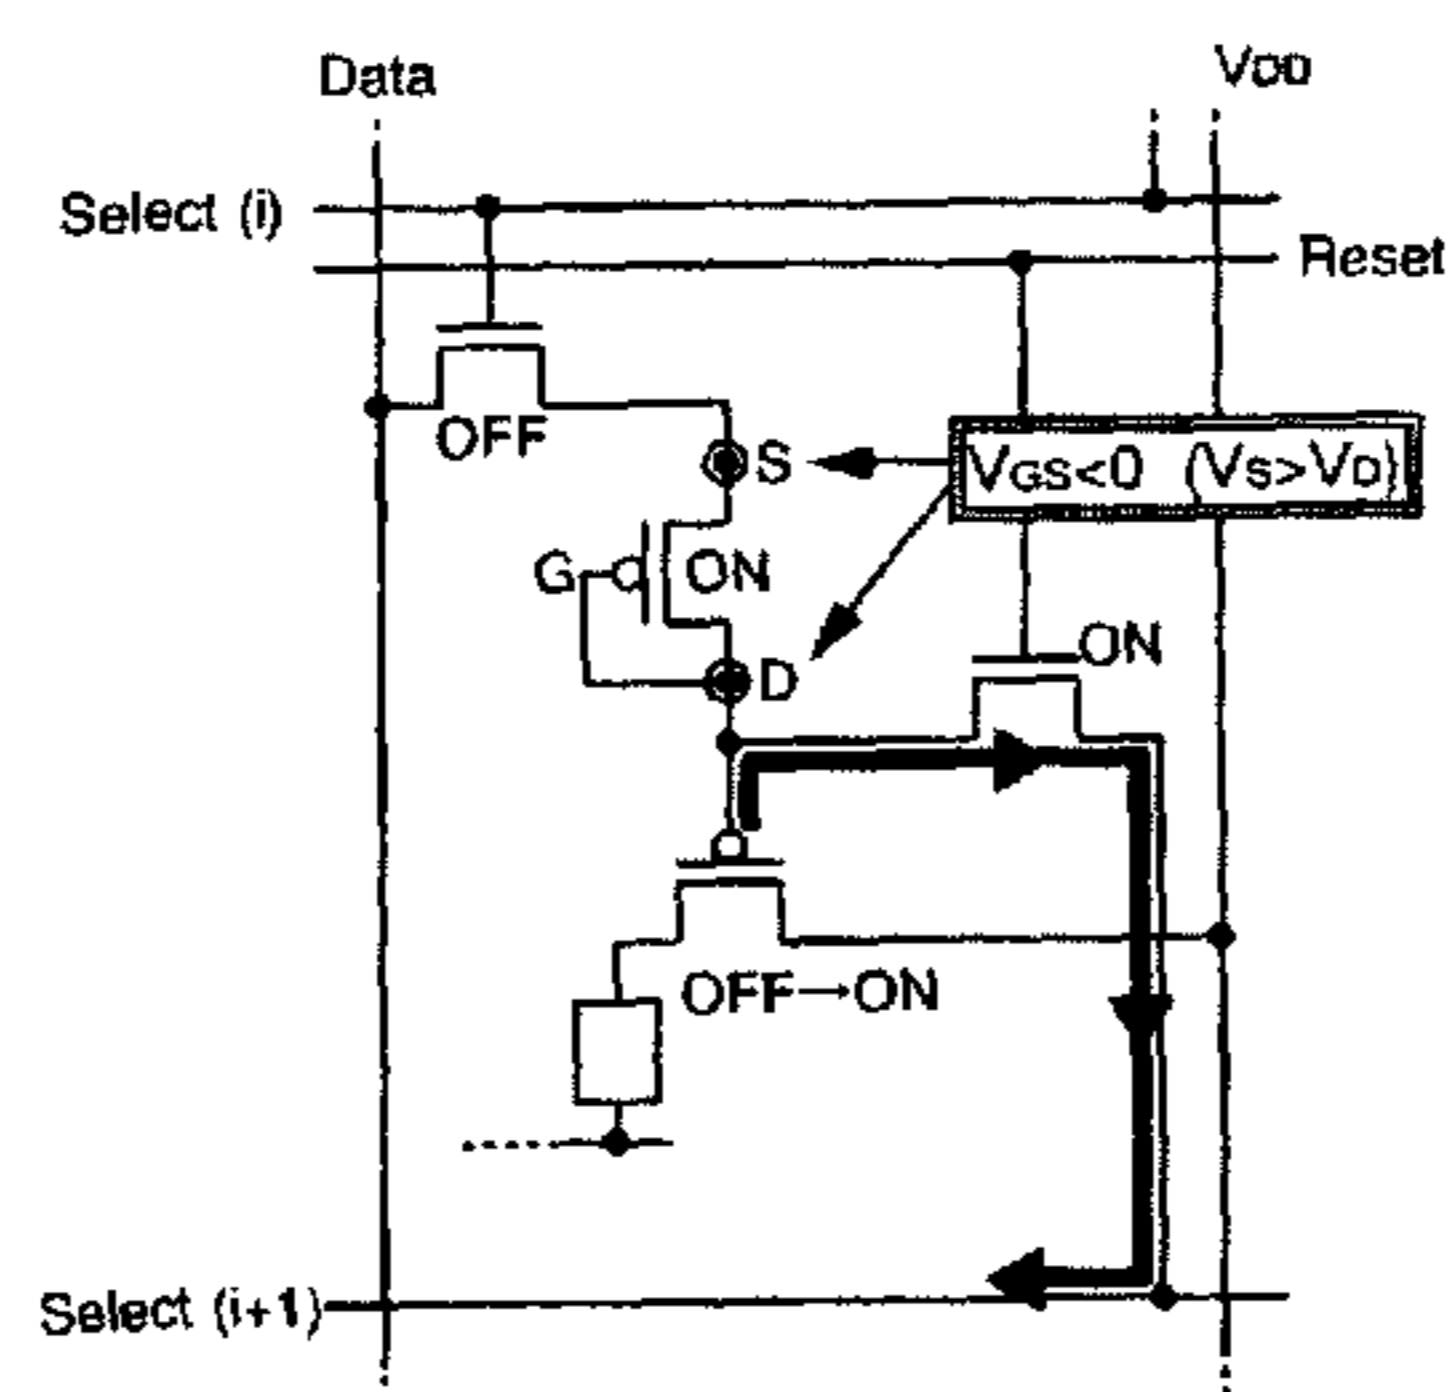 Data
VDD
Select (i)
Reset
OFF
S
VGS<0 (VS>VD)
G
ON
ON
D
OFF→ON
Select (i+1)